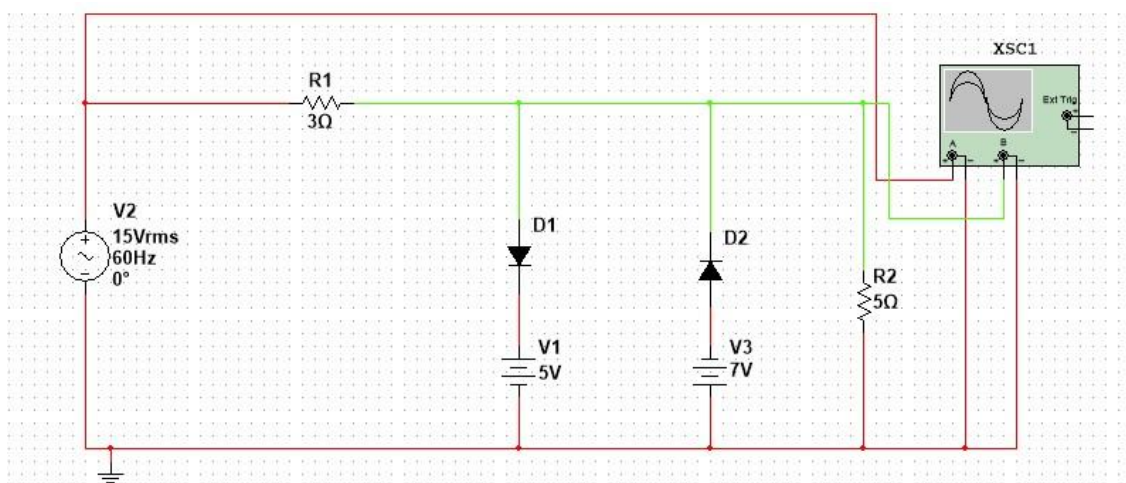 XSC1
Ext Trig
+
−
A
B
+ − + −
R1
3Ω
V2
15Vrms
60Hz
0°
+
−
D1
D2
R2
5Ω
V1
5V
V3
7V